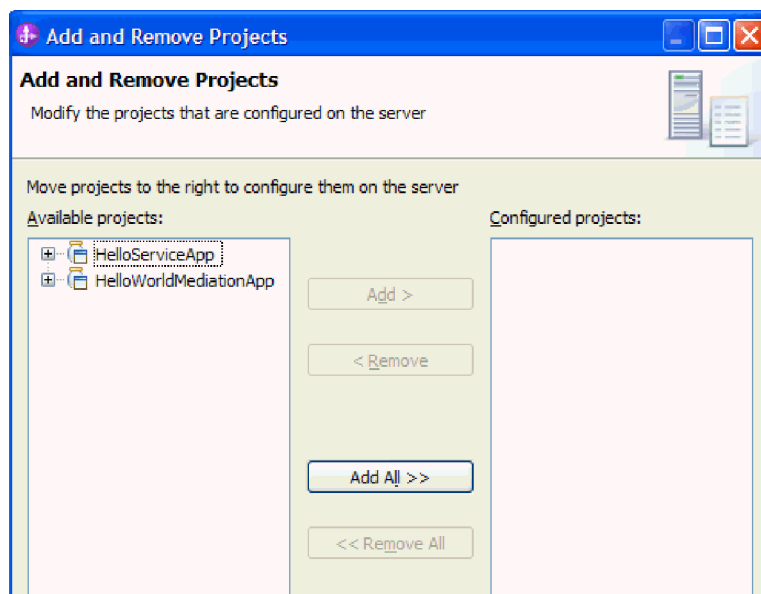 Add and Remove Projects
Add and Remove Projects
Modify the projects that are configured on the server
Move projects to the right to configure them on the server
Available projects:
Configured projects:
HelloServiceApp
HelloWorldMediationApp
Add >
< Remove
Add All >>
<< Remove All